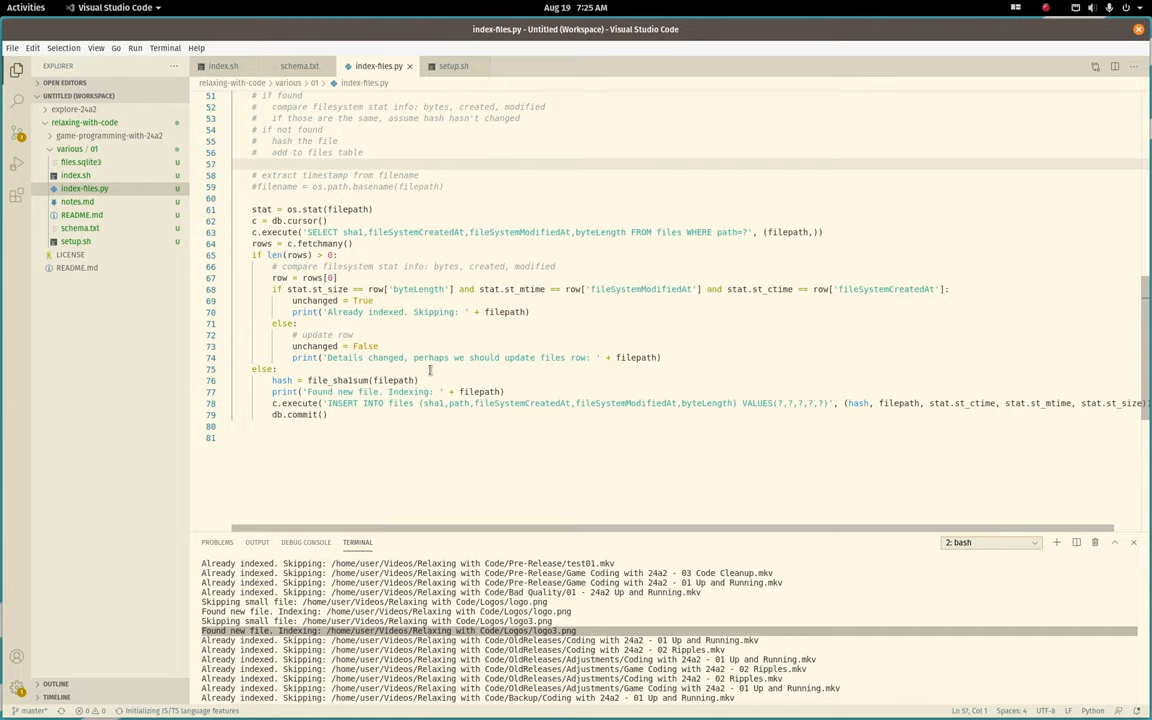 Activities
Visual Studio Code
Aug 19 7:25 AM
index-files.py - Untitled (Workspace) - Visual Studio Code
File Edit Selection View Go Run Terminal Help
EXPLORER
OPEN EDITORS
UNTITLED (WORKSPACE)
explore-24a2
relaxing-with-code
game-programming-with-24a2
various / 01
files.sqlite3 U
index.sh U
index-files.py U
notes.md U
README.md U
schema.txt U
setup.sh U
LICENSE
README.md
OUTLINE
TIMELINE
index.sh
schema.txt
index-files.py
setup.sh
relaxing-with-code > various > 01 > index-files.py
51 # if found
52 # compare filesystem stat info: bytes, created, modified
53 # if those are the same, assume hash hasn't changed
54 # if not found
55 # hash the file
56 # add to files table
57
58 # extract timestamp from filename
59 #filename = os.path.basename(filepath)
60
61 stat = os.stat(filepath)
62 c = db.cursor()
63 c.execute('SELECT sha1,fileSystemCreatedAt,fileSystemModifiedAt,byteLength FROM files WHERE path=?', (filepath,))
64 rows = c.fetchmany()
65 if len(rows) > 0:
66 # compare filesystem stat info: bytes, created, modified
67 row = rows[0]
68 if stat.st_size == row['byteLength'] and stat.st_mtime == row['fileSystemModifiedAt'] and stat.st_ctime == row['fileSystemCreatedAt']:
69 unchanged = True
70 print('Already indexed. Skipping: ' + filepath)
71 else:
72 # update row
73 unchanged = False
74 print('Details changed, perhaps we should update files row: ' + filepath)
75 else:
76 hash = file_sha1sum(filepath)
77 print('Found new file. Indexing: ' + filepath)
78 c.execute('INSERT INTO files (sha1,path,fileSystemCreatedAt,fileSystemModifiedAt,byteLength) VALUES(?,?,?,?,?)', (hash, filepath, stat.st_ctime, stat.st_mtime, stat.st_size))
79 db.commit()
80
81
PROBLEMS OUTPUT DEBUG CONSOLE TERMINAL
2: bash
Already indexed. Skipping: /home/user/Videos/Relaxing with Code/Pre-Release/test01.mkv
Already indexed. Skipping: /home/user/Videos/Relaxing with Code/Pre-Release/Game Coding with 24a2 - 03 Code Cleanup.mkv
Already indexed. Skipping: /home/user/Videos/Relaxing with Code/Pre-Release/Game Coding with 24a2 - 01 Up and Running.mkv
Already indexed. Skipping: /home/user/Videos/Relaxing with Code/Bad Quality/01 - 24a2 Up and Running.mkv
Skipping small file: /home/user/Videos/Relaxing with Code/Logos/logo.png
Found new file. Indexing: /home/user/Videos/Relaxing with Code/Logos/logo.png
Skipping small file: /home/user/Videos/Relaxing with Code/Logos/logo3.png
Found new file. Indexing: /home/user/Videos/Relaxing with Code/Logos/logo3.png
Already indexed. Skipping: /home/user/Videos/Relaxing with Code/OldReleases/Coding with 24a2 - 01 Up and Running.mkv
Already indexed. Skipping: /home/user/Videos/Relaxing with Code/OldReleases/Coding with 24a2 - 02 Ripples.mkv
Already indexed. Skipping: /home/user/Videos/Relaxing with Code/OldReleases/Adjustments/Coding with 24a2 - 01 Up and Running.mkv
Already indexed. Skipping: /home/user/Videos/Relaxing with Code/OldReleases/Adjustments/Game Coding with 24a2 - 02 Ripples.mkv
Already indexed. Skipping: /home/user/Videos/Relaxing with Code/OldReleases/Adjustments/Coding with 24a2 - 02 Ripples.mkv
Already indexed. Skipping: /home/user/Videos/Relaxing with Code/OldReleases/Adjustments/Game Coding with 24a2 - 01 Up and Running.mkv
Already indexed. Skipping: /home/user/Videos/Relaxing with Code/Backup/Coding with 24a2 - 01 Up and Running.mkv
master* 0 0 Initializing JS/TS language features
Ln 57, Col 1 Spaces: 4 UTF-8 LF Python